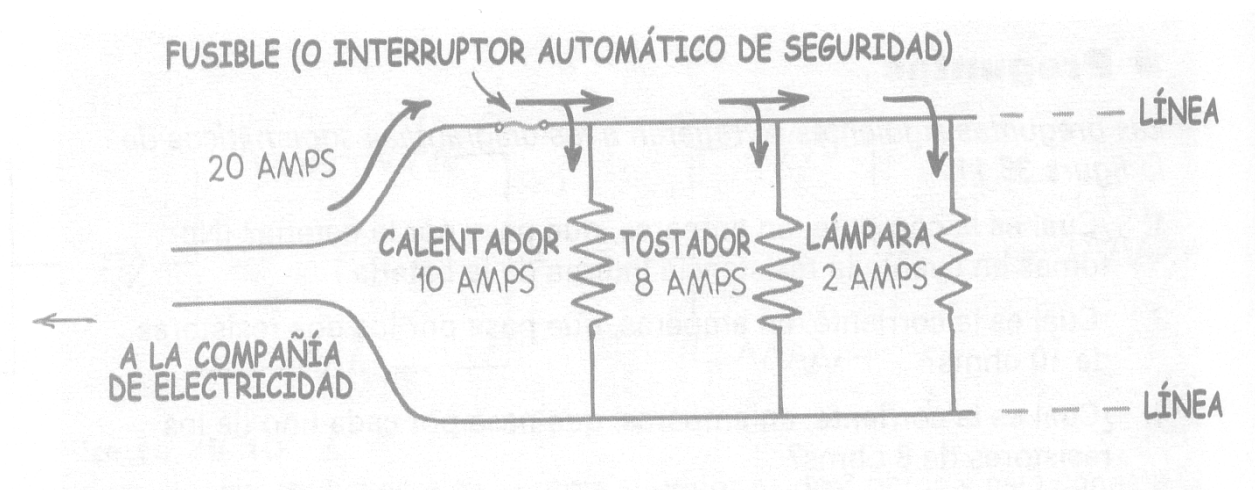 FUSIBLE (O INTERRUPTOR AUTOMÁTICO DE SEGURIDAD)
LÍNEA
20 AMPS
CALENTADOR
10 AMPS
TOSTADOR
8 AMPS
LÁMPARA
2 AMPS
A LA COMPAÑÍA
DE ELECTRICIDAD
LÍNEA